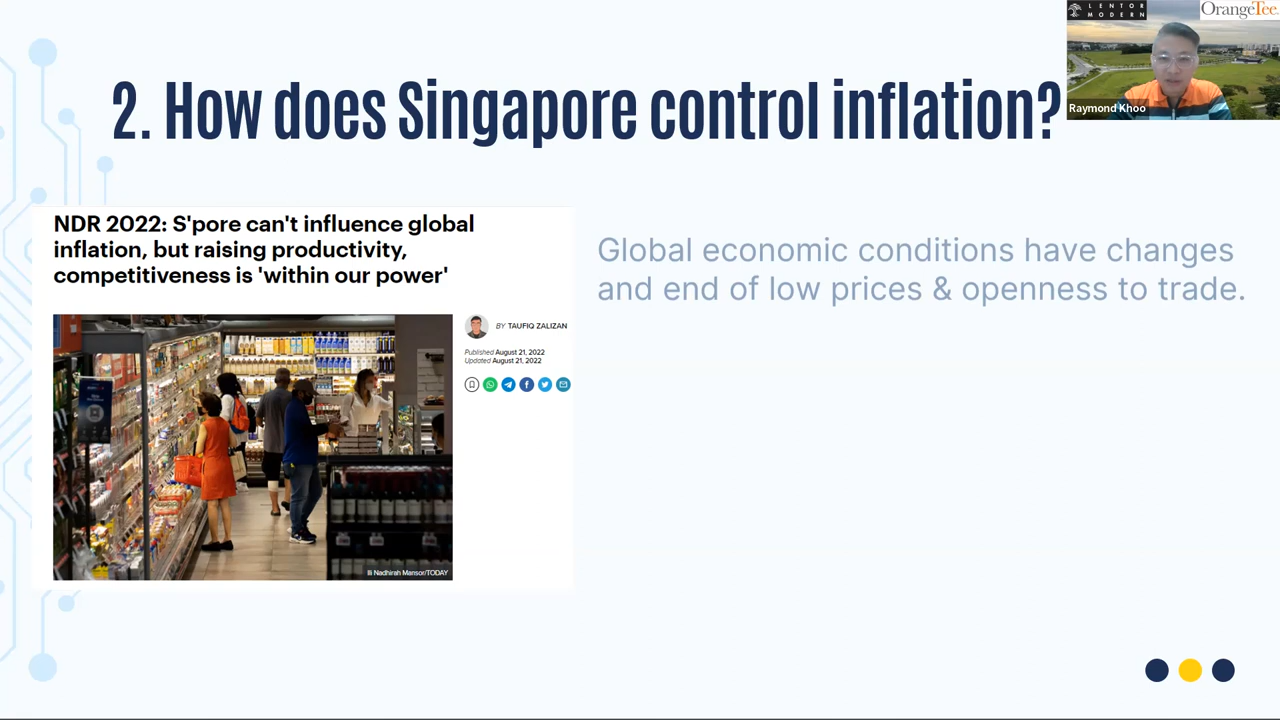 LENTOR
MODERN
OrangeTee
Raymond Khoo
2. How does Singapore control inflation?
NDR 2022: S'pore can't influence global
inflation, but raising productivity,
competitiveness is 'within our power'
BY TAUFIQ ZALIZAN
Published August 21, 2022
Updated August 21, 2022
Ili Nadhirah Mansor/TODAY
Global economic conditions have changes
and end of low prices & openness to trade.